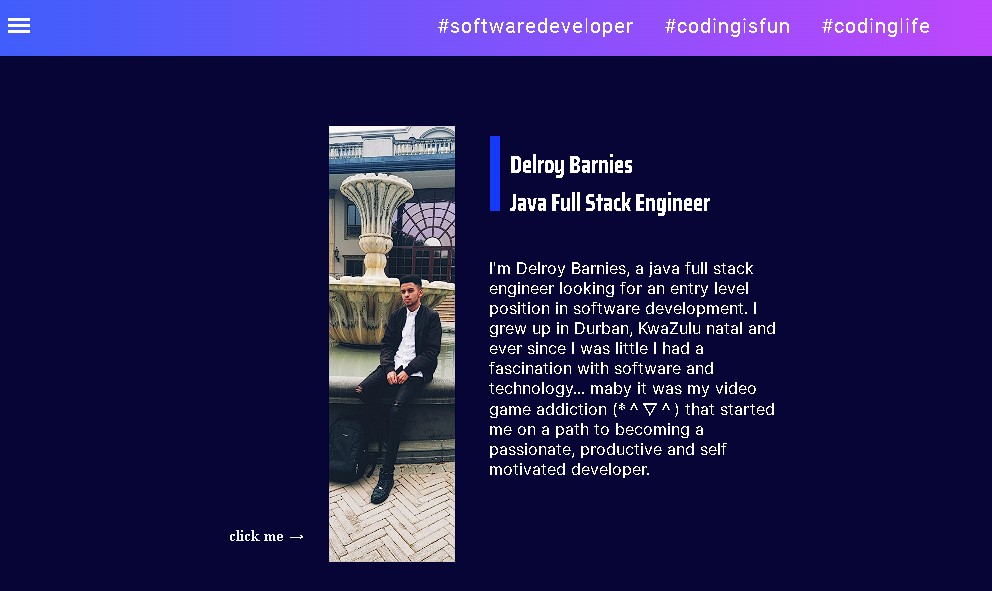 #softwaredeveloper #codingisfun #codinglife
Delroy Barnies
Java Full Stack Engineer
I'm Delroy Barnies, a java full stack
engineer looking for an entry level
position in software development. I
grew up in Durban, KwaZulu natal and
ever since I was little I had a
fascination with software and
technology... maby it was my video
game addiction (*＾▽＾) that started
me on a path to becoming a
passionate, productive and self
motivated developer.
click me →